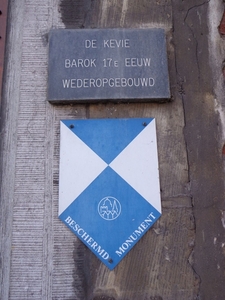 DE KEVIE
BAROK 17E EEUW
WEDEROPGEBOUWD
BESCHERMD MONUMENT